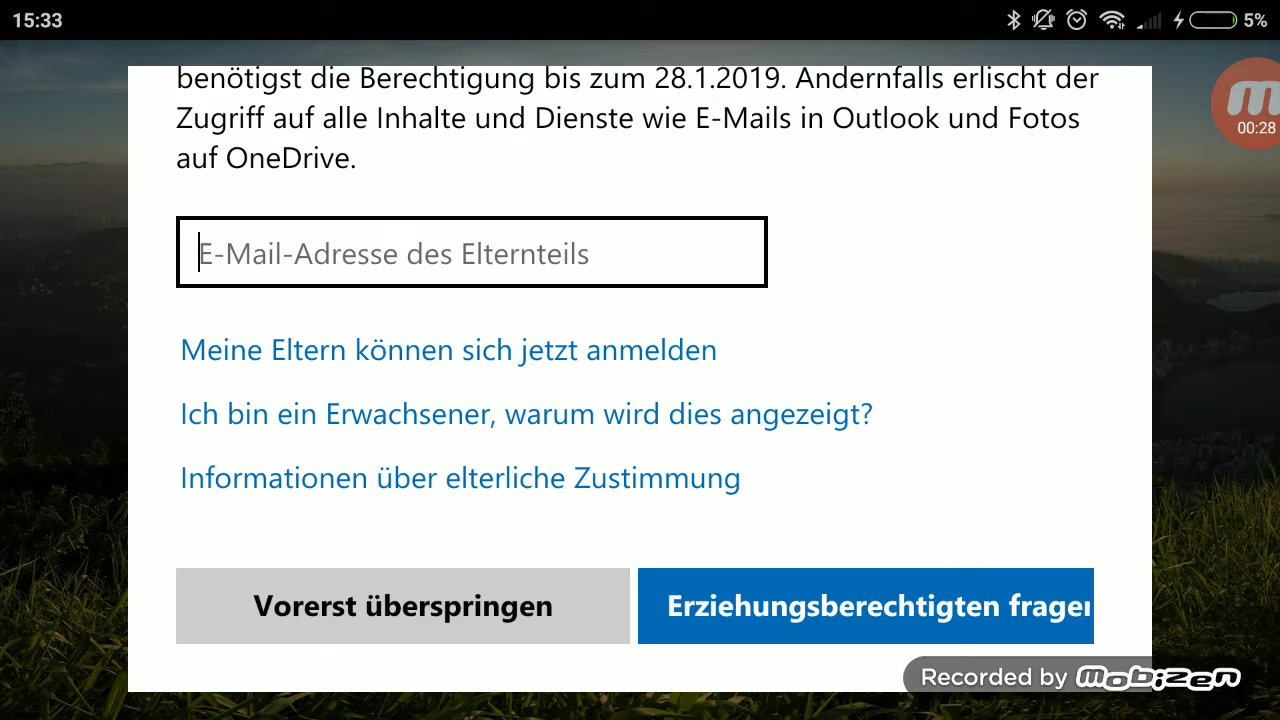 15:33
5%
benötigst die Berechtigung bis zum 28.1.2019. Andernfalls erlischt der
Zugriff auf alle Inhalte und Dienste wie E-Mails in Outlook und Fotos
auf OneDrive.
m
00:28
E-Mail-Adresse des Elternteils
Meine Eltern können sich jetzt anmelden
Ich bin ein Erwachsener, warum wird dies angezeigt?
Informationen über elterliche Zustimmung
Vorerst überspringen
Erziehungsberechtigten fragen
Recorded by mobizen